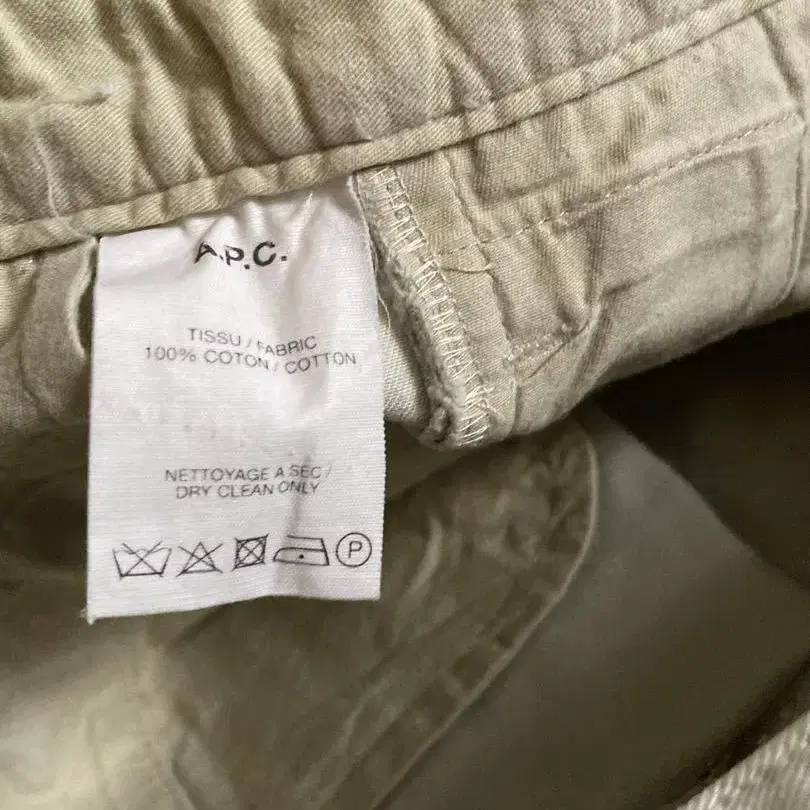 A.P.C.
TISSU / FABRIC
100% COTON / COTTON
NETTOYAGE A SEC /
DRY CLEAN ONLY
P